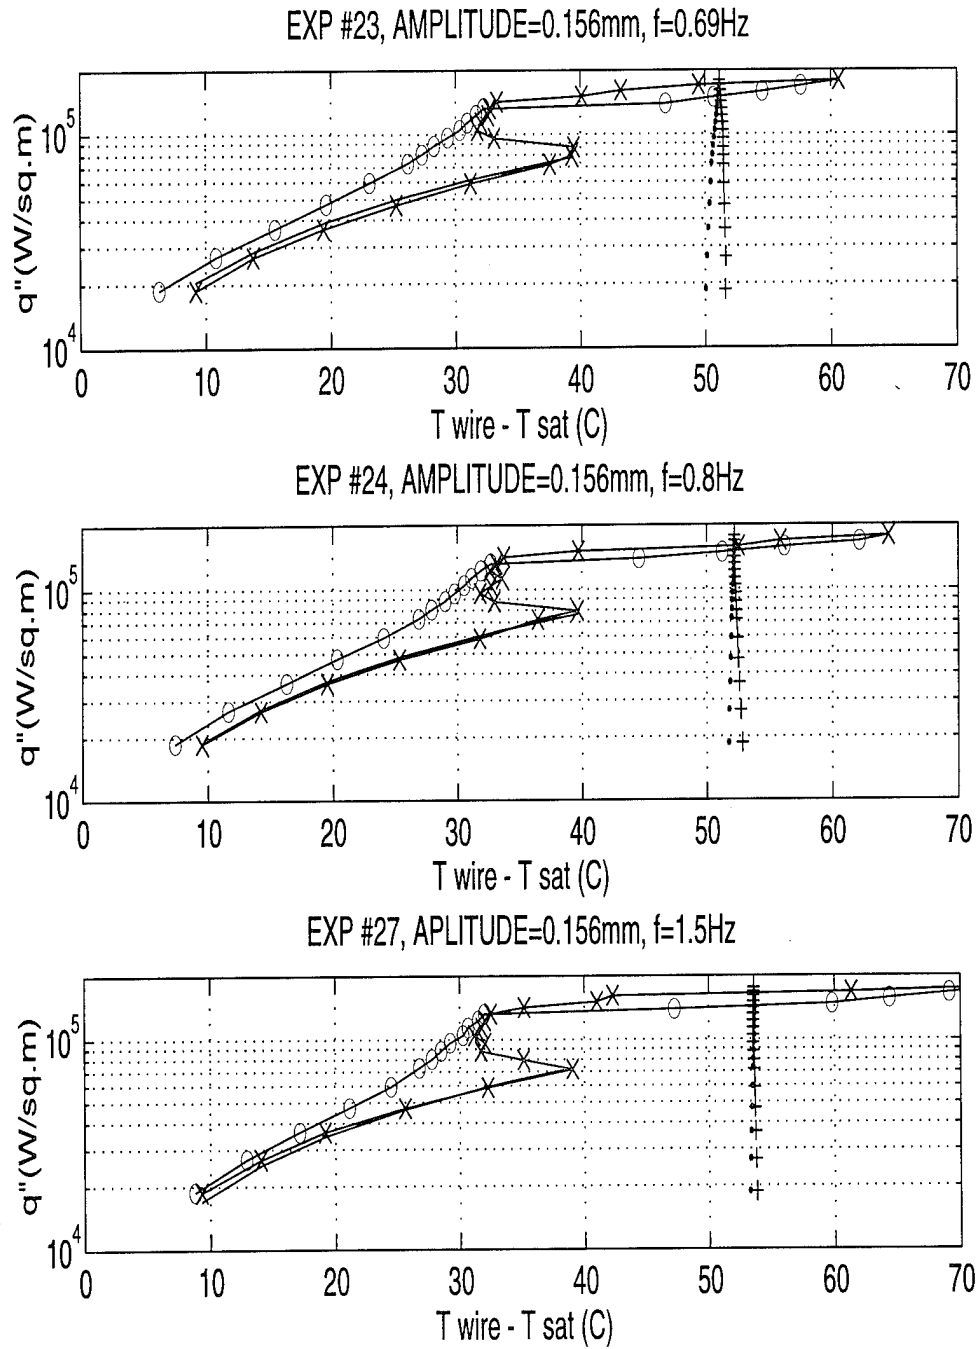 EXP #23, AMPLITUDE=0.156mm, f=0.69Hz
q"(W/sq.m)
10^5
10^4
0 10 20 30 40 50 60 70
T wire - T sat (C)
EXP #24, AMPLITUDE=0.156mm, f=0.8Hz
q"(W/sq.m)
10^5
10^4
0 10 20 30 40 50 60 70
T wire - T sat (C)
EXP #27, APLITUDE=0.156mm, f=1.5Hz
q"(W/sq.m)
10^5
10^4
0 10 20 30 40 50 60 70
T wire - T sat (C)